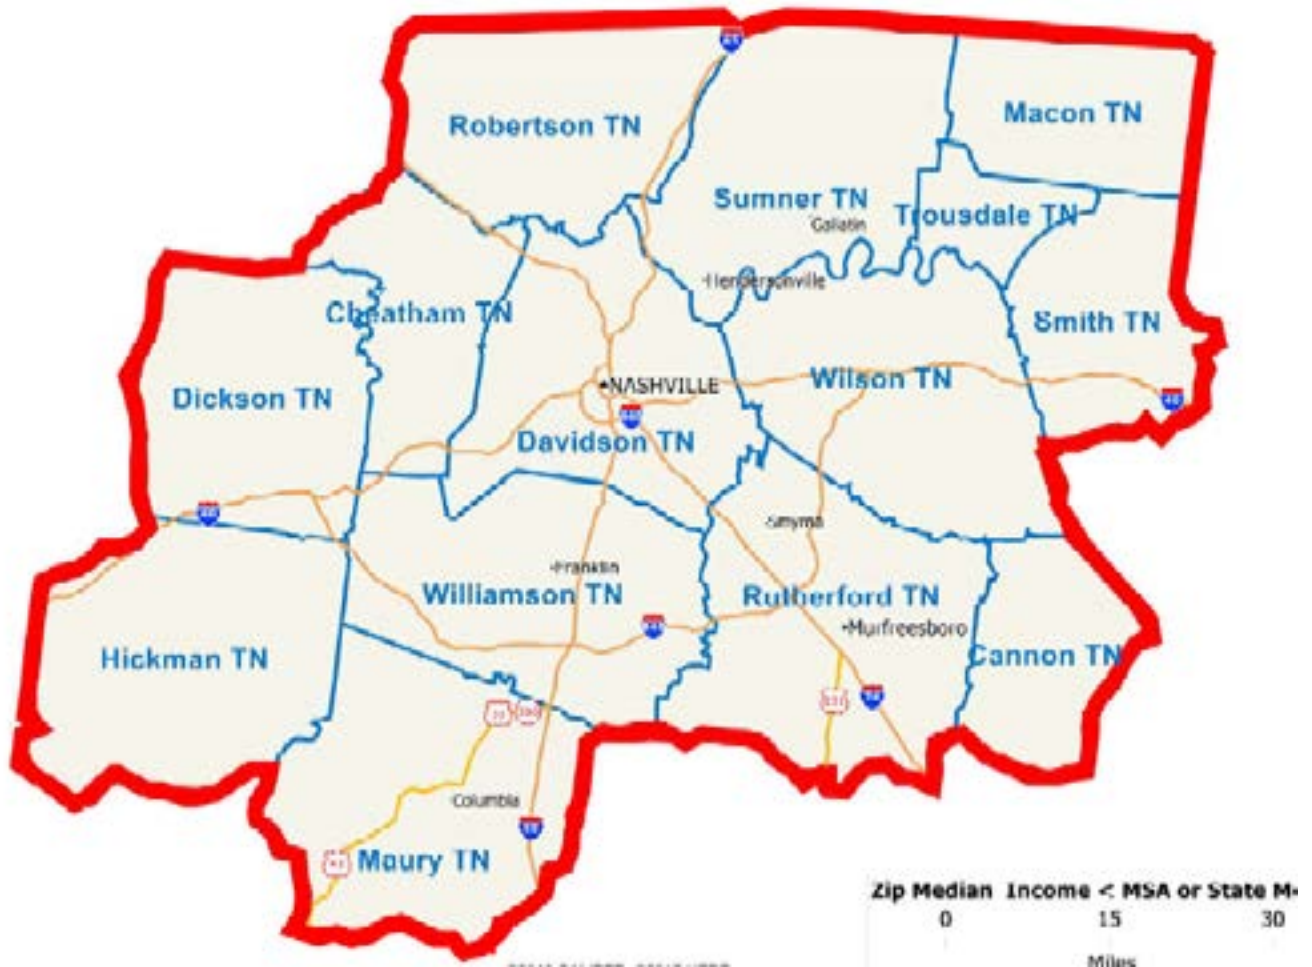 Robertson TN
Macon TN
Sumner TN
Gallatin
Trousdale TN
Hendersonville
Cheatham TN
Smith TN
Wilson TN
NASHVILLE
Dickson TN
Davidson TN
Smyrna
Franklin
Williamson TN
Rutherford TN
Murfreesboro
Hickman TN
Cannon TN
Columbia
Maury TN
Zip Median Income < MSA or State M
0 15 30
Miles